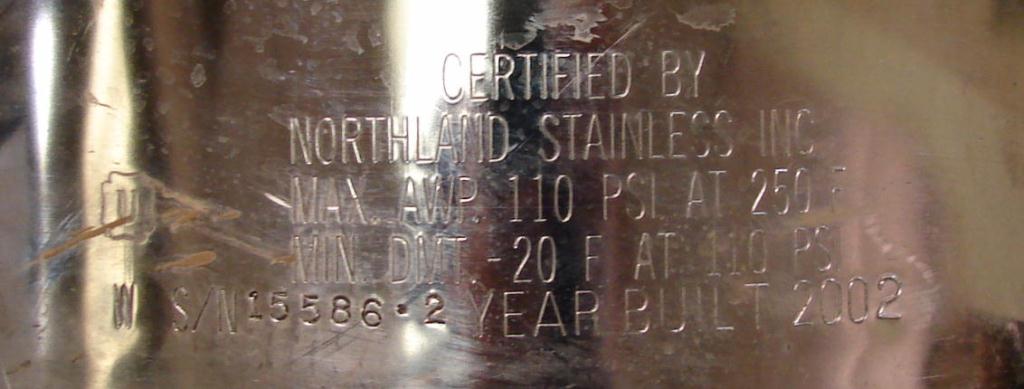 CERTIFIED BY
NORTHLAND STAINLESS INC
MAX. AWP. 110 PSI. AT 250 F
U
MIN. DMT. -20 F AT 110 PSI
W S/N 15586·2 YEAR BUILT 2002